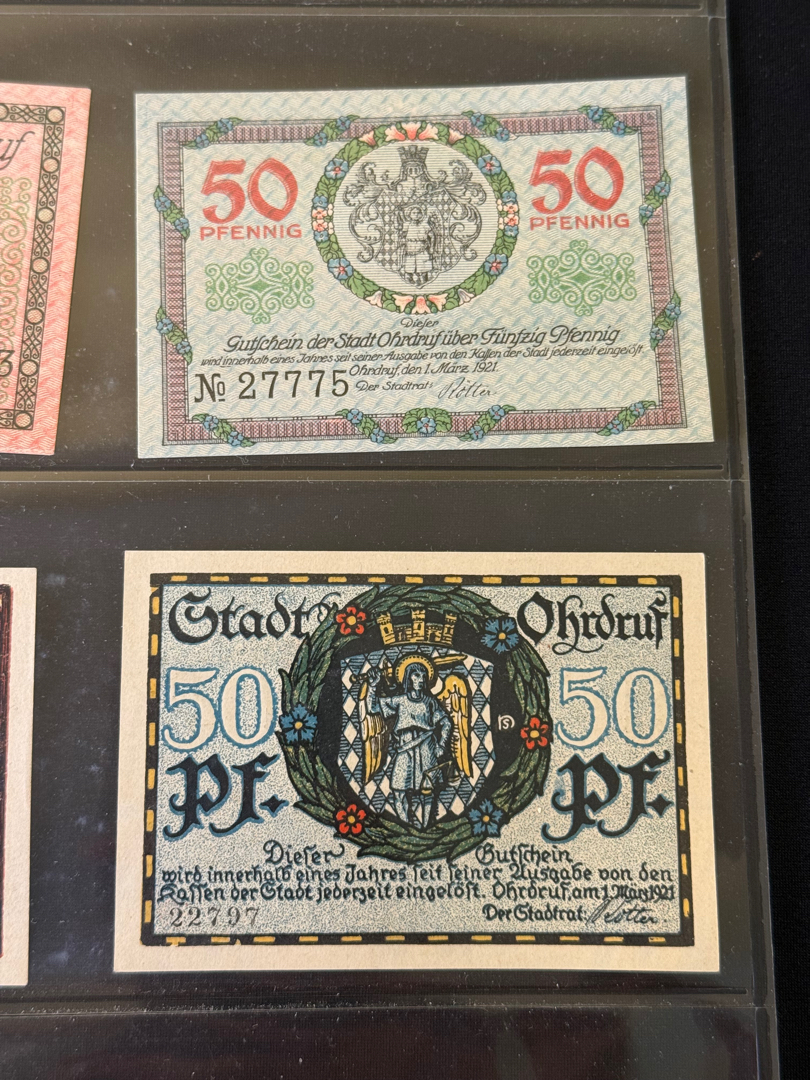 uf
3
50 50
PFENNIG PFENNIG
Dieser
Gutschein der Stadt Ohrdruf über Fünfzig Pfennig
wird innerhalb eines Jahres seit seiner Ausgabe von den Kassen der Stadt jederzeit eingelöst.
Ohrdruf, den 1. März 1921.
№ 27775 Der Stadtrat:
Stadt Ohrdruf
50 50
Pf. Pf.
Dieser Gutschein
wird innerhalb eines Jahres seit seiner Ausgabe von den
Kassen der Stadt jederzeit eingelöst. Ohrdruf, am 1. März 1921
22797 Der Stadtrat: